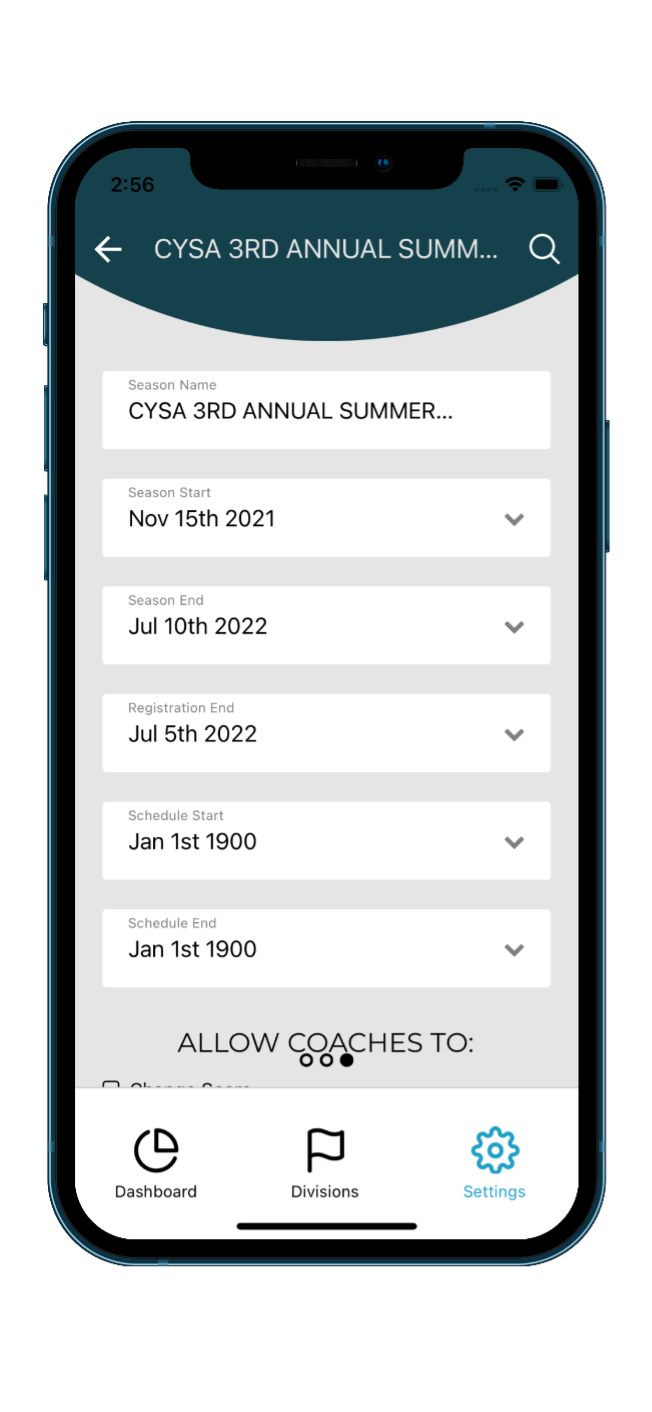 2:56
CYSA 3RD ANNUAL SUMM...
Season Name
CYSA 3RD ANNUAL SUMMER...
Season Start
Nov 15th 2021
Season End
Jul 10th 2022
Registration End
Jul 5th 2022
Schedule Start
Jan 1st 1900
Schedule End
Jan 1st 1900
ALLOW COACHES TO:
Change Score
Dashboard
Divisions
Settings